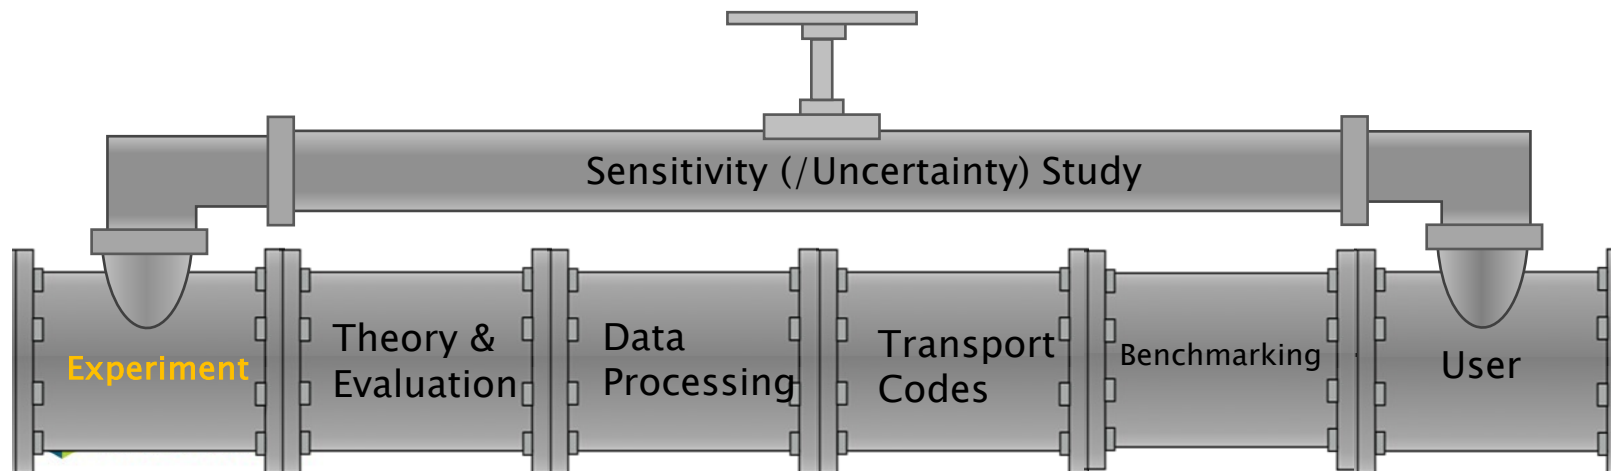 Sensitivity (/Uncertainty) Study
Experiment
Theory &
Evaluation
Data
Processing
Transport
Codes
Benchmarking
User